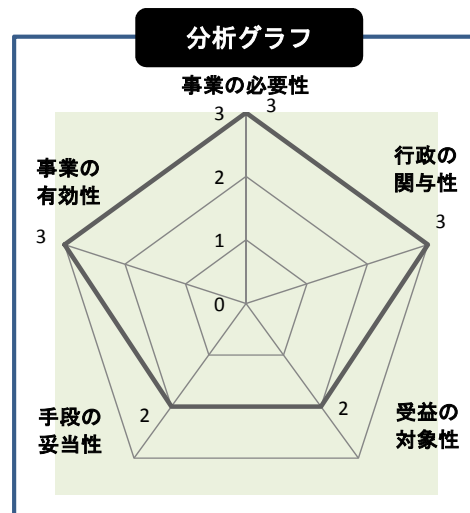 分析グラフ
事業の必要性
3
3
行政の
関与性
3
事業の
有効性
3
2
1
0
手段の
妥当性
2
2
受益の
対象性